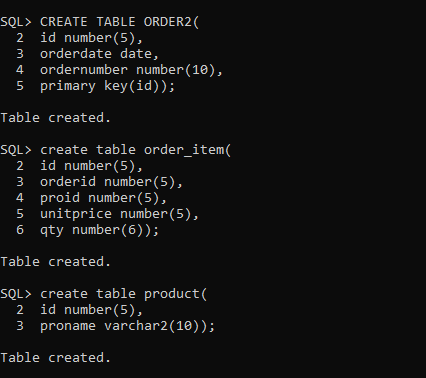 SQL> CREATE TABLE ORDER2(
2 id number(5),
3 orderdate date,
4 ordernumber number(10),
5 primary key(id));
Table created.
SQL> create table order_item(
2 id number(5),
3 orderid number(5),
4 proid number(5),
5 unitprice number(5),
6 qty number(6));
Table created.
SQL> create table product(
2 id number(5),
3 proname varchar2(10));
Table created.